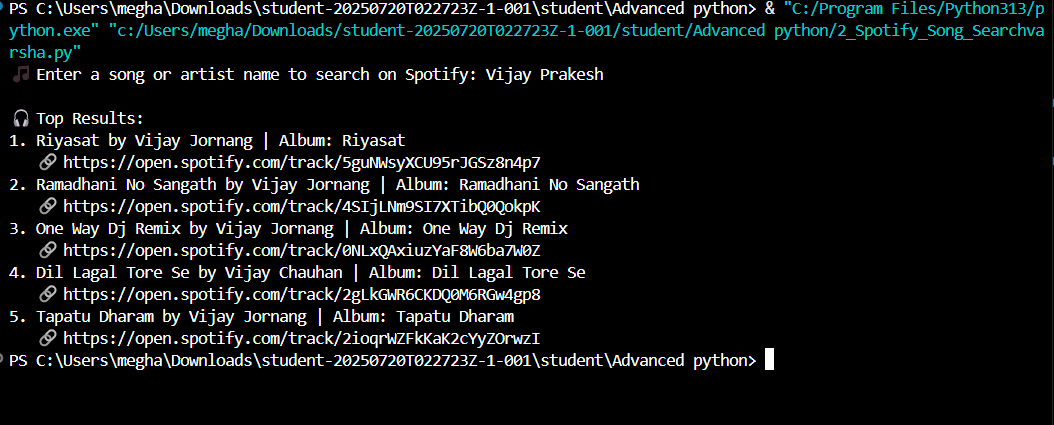 PS C:\Users\megha\Downloads\student-20250720T022723Z-1-001\student\Advanced python> & "C:/Program Files/Python313/p
ython.exe" "c:/Users/megha/Downloads/student-20250720T022723Z-1-001/student/Advanced python/2_Spotify_Song_Searchva
rsha.py"
🎵 Enter a song or artist name to search on Spotify: Vijay Prakesh
🎧 Top Results:
1. Riyasat by Vijay Jornang | Album: Riyasat
🔗 https://open.spotify.com/track/5guNWsyXCU95rJGSz8n4p7
2. Ramadhani No Sangath by Vijay Jornang | Album: Ramadhani No Sangath
🔗 https://open.spotify.com/track/4SIjLNm9SI7XTibQ0QokpK
3. One Way Dj Remix by Vijay Jornang | Album: One Way Dj Remix
🔗 https://open.spotify.com/track/0NLxQAxiuzYaF8W6ba7W0Z
4. Dil Lagal Tore Se by Vijay Chauhan | Album: Dil Lagal Tore Se
🔗 https://open.spotify.com/track/2gLkGWR6CKDQ0M6RGw4gp8
5. Tapatu Dharam by Vijay Jornang | Album: Tapatu Dharam
🔗 https://open.spotify.com/track/2ioqrWZFkKaK2cYyZOrwzI
PS C:\Users\megha\Downloads\student-20250720T022723Z-1-001\student\Advanced python>